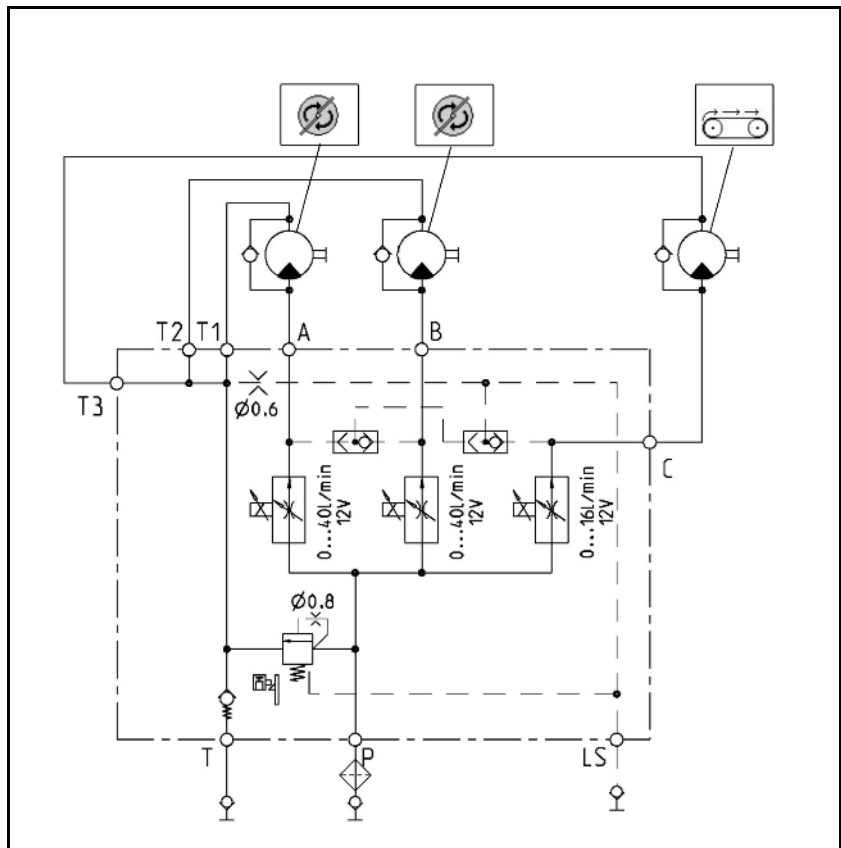 T2
T1
A
B
T3
Ø0.6
C
0...40l/min
12V
0...40l/min
12V
0...16l/min
12V
Ø0.8
T
P
LS